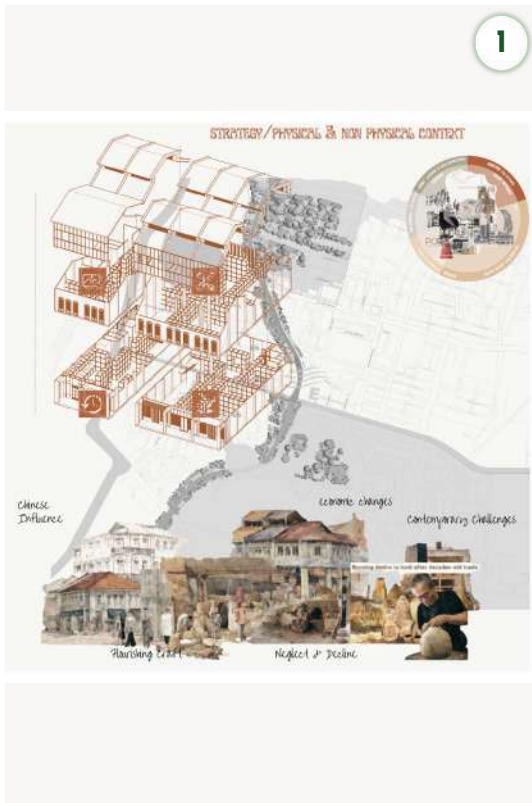 1
STRATEGY/PHYSICAL & NON PHYSICAL CONTEXT
Chinese
Influence
Economic changes
Contemporary Challenges
Flourishing Craft
Neglect & Decline